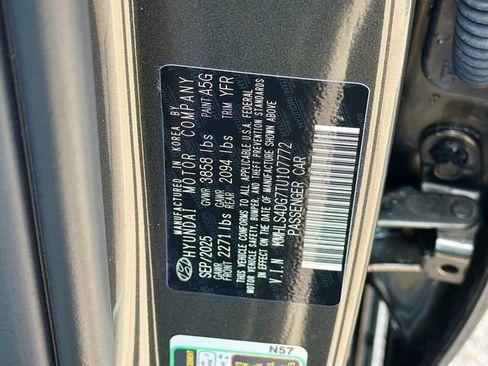 MANUFACTURED IN KOREA BY
HYUNDAI MOTOR COMPANY
SEP/2025 GVWR 3858 lbs PAINT A5G
GAWR FRONT 2271 lbs GAWR REAR 2094 lbs TRIM YFR
THIS VEHICLE CONFORMS TO ALL APPLICABLE U.S.A. FEDERAL
MOTOR VEHICLE SAFETY, BUMPER, AND THEFT PREVENTION STANDARDS
IN EFFECT ON THE DATE OF MANUFACTURE SHOWN ABOVE
V.I.N KMHLS4DG7TU107772
PASSENGER CAR
N57